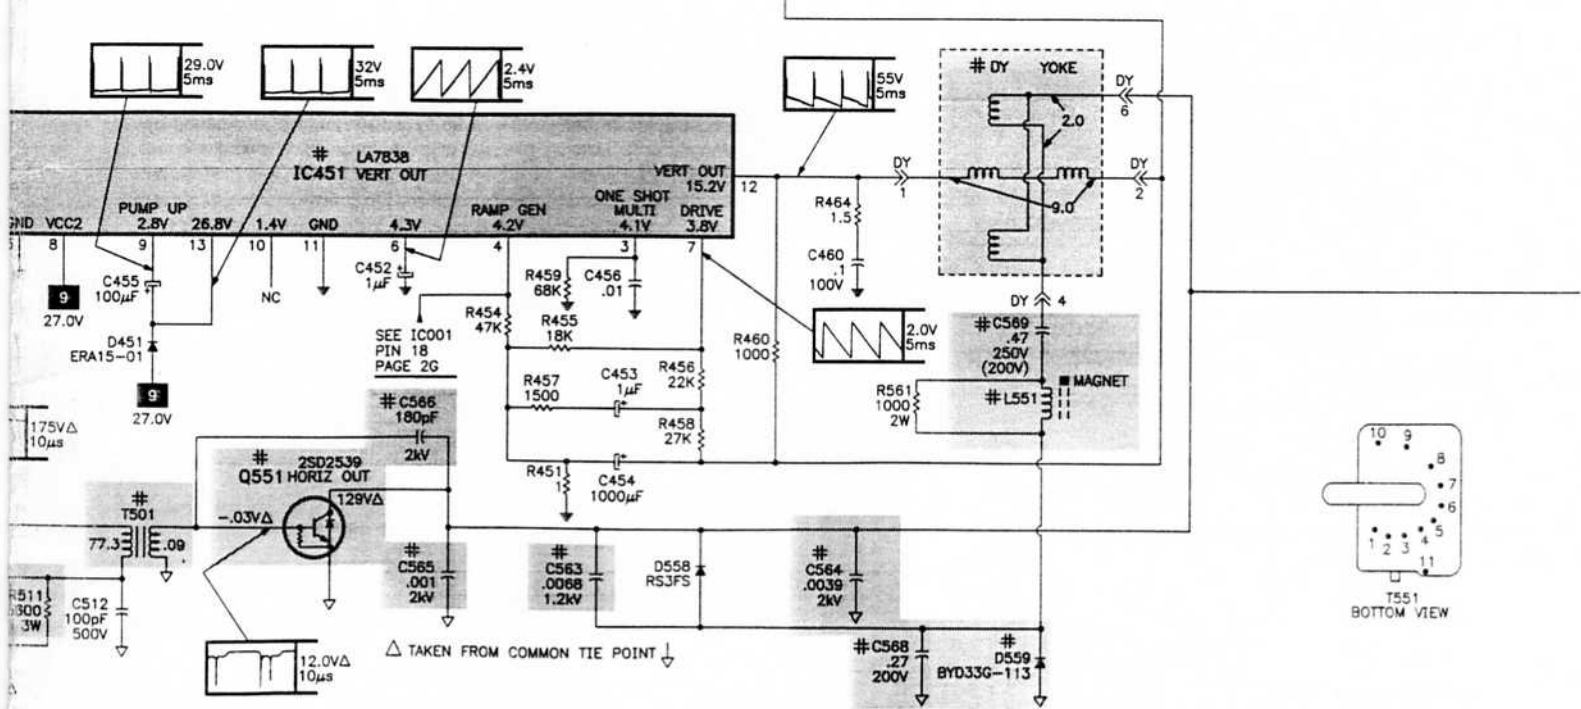 29.0V
5ms
32V
5ms
2.4V
5ms
55V
5ms
# DY YOKE
DY
6
2.0
# LA7838
IC451 VERT OUT
VERT OUT
15.2V
12
DY
1
DY
2
9.0
GND VCC2
PUMP UP
2.8V
26.8V
1.4V
GND
4.3V
RAMP GEN
4.2V
ONE SHOT
MULTI
4.1V
DRIVE
3.8V
8
9
13
10
11
6
4
3
7
R464
1.5
C460
.1
100V
C455
100µF
9
27.0V
NC
C452
1µF
R459
68K
C456
.01
DY 4
D451
ERA15-01
9
27.0V
SEE IC001
PIN 18
PAGE 2G
R454
47K
R455
18K
R460
1000
2.0V
5ms
#C569
.47
250V
(200V)
R456
22K
R457
1500
C453
1µF
R458
27K
R561
1000
2W
#L551
MAGNET
175V△
10µs
#C566
180pF
2kV
R451
1
C454
1000µF
# 2SD2539
Q551 HORIZ OUT
129V△
-.03V△
#
T501
77.3
.09
#
C565
.001
2kV
#
C563
.0068
1.2kV
D558
RS3FS
#
C564
.0039
2kV
R511
3W
C512
100pF
500V
12.0V△
10µs
△ TAKEN FROM COMMON TIE POINT
#C568
.27
200V
#
D559
BYD33G-113
10
9
8
7
6
5
4
3
2
1
11
T551
BOTTOM VIEW